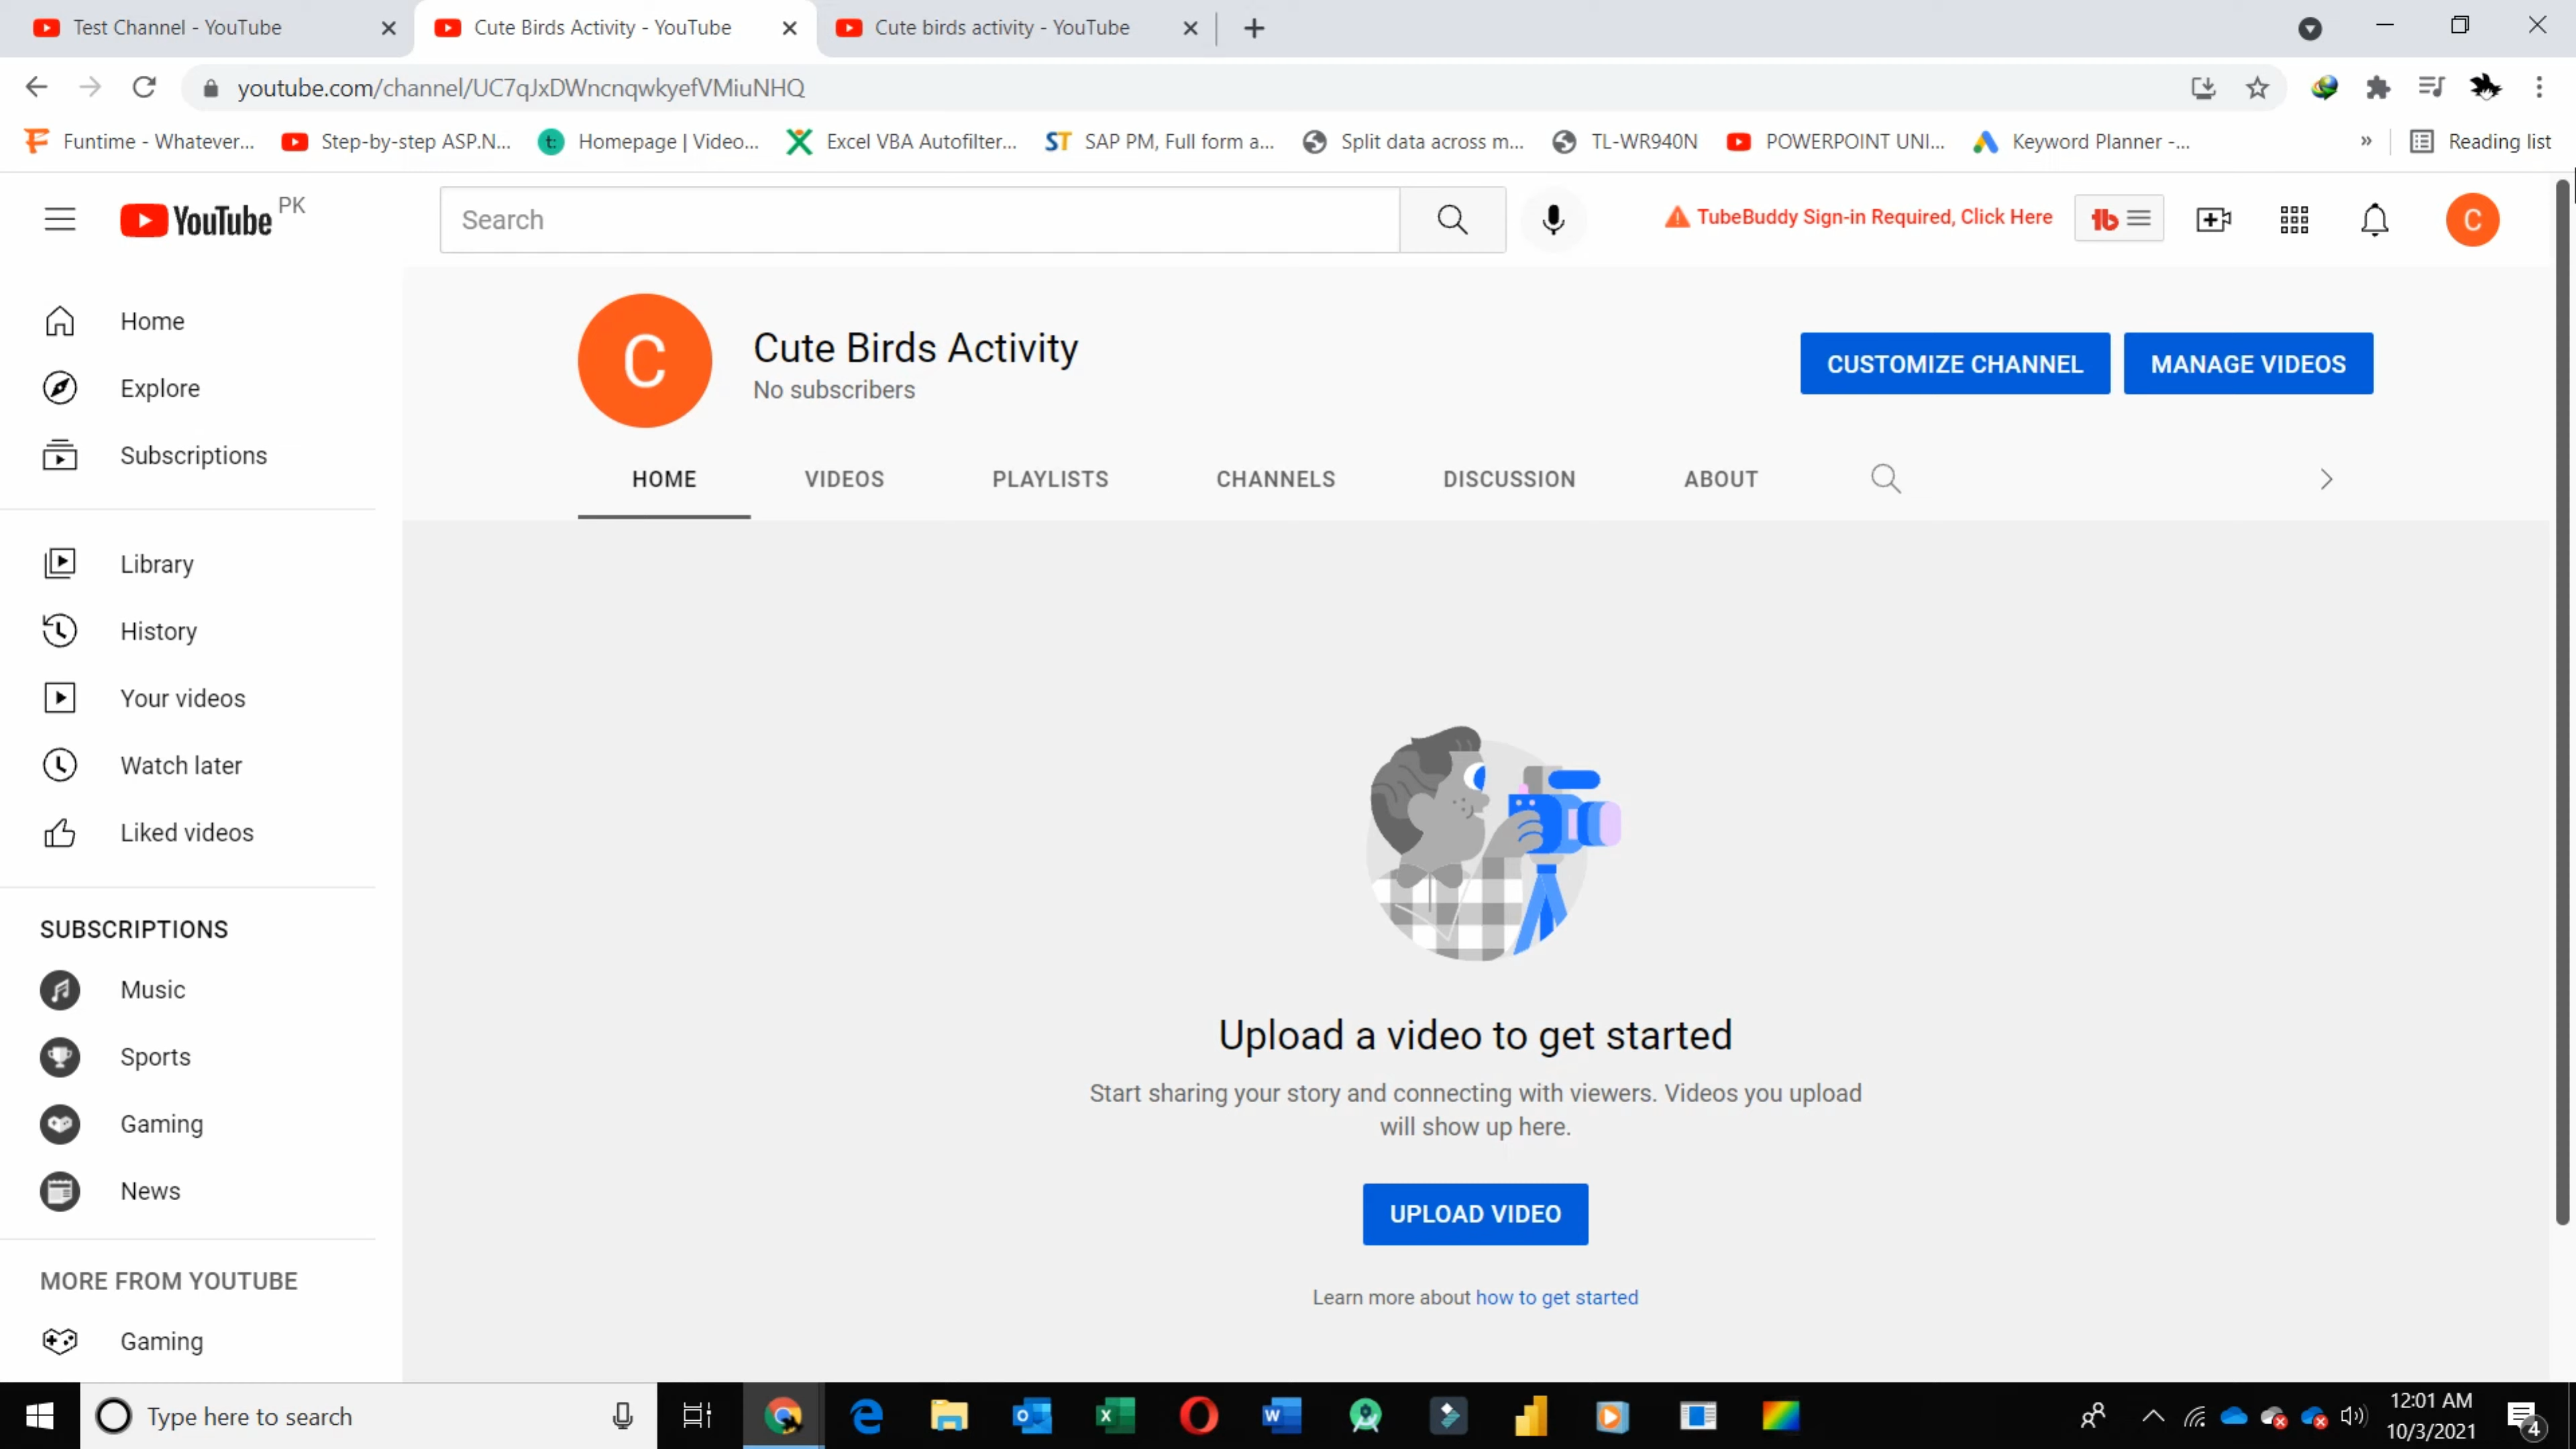 Test Channel - YouTube
Cute Birds Activity - YouTube
Cute birds activity - YouTube
youtube.com/channel/UC7qJxDWncnqwkyefVMiuNHQ
Funtime - Whatever...
Step-by-step ASP.N...
t:
Homepage | Video...
Excel VBA Autofilter...
ST
SAP PM, Full form a...
Split data across m...
TL-WR940N
POWERPOINT UNI...
Keyword Planner -...
»
Reading list
YouTube PK
Search
TubeBuddy Sign-in Required, Click Here
tb
C
Home
Explore
Subscriptions
Library
History
Your videos
Watch later
Liked videos
SUBSCRIPTIONS
Music
Sports
Gaming
News
MORE FROM YOUTUBE
Gaming
C
Cute Birds Activity
No subscribers
CUSTOMIZE CHANNEL
MANAGE VIDEOS
HOME
VIDEOS
PLAYLISTS
CHANNELS
DISCUSSION
ABOUT
Upload a video to get started
Start sharing your story and connecting with viewers. Videos you upload
will show up here.
UPLOAD VIDEO
Learn more about how to get started
Type here to search
12:01 AM
10/3/2021
4